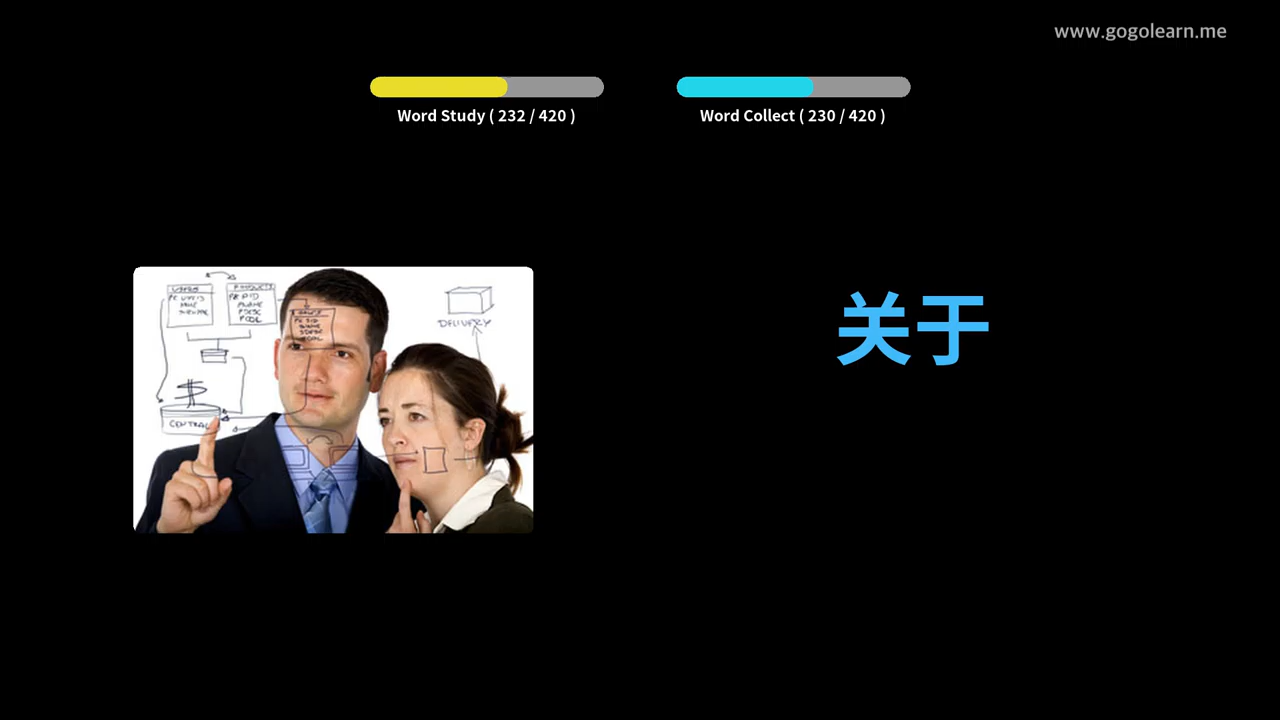 www.gogolearn.me
Word Study ( 232 / 420 )
Word Collect ( 230 / 420 )
关于
DELIVERY
CENTRAL